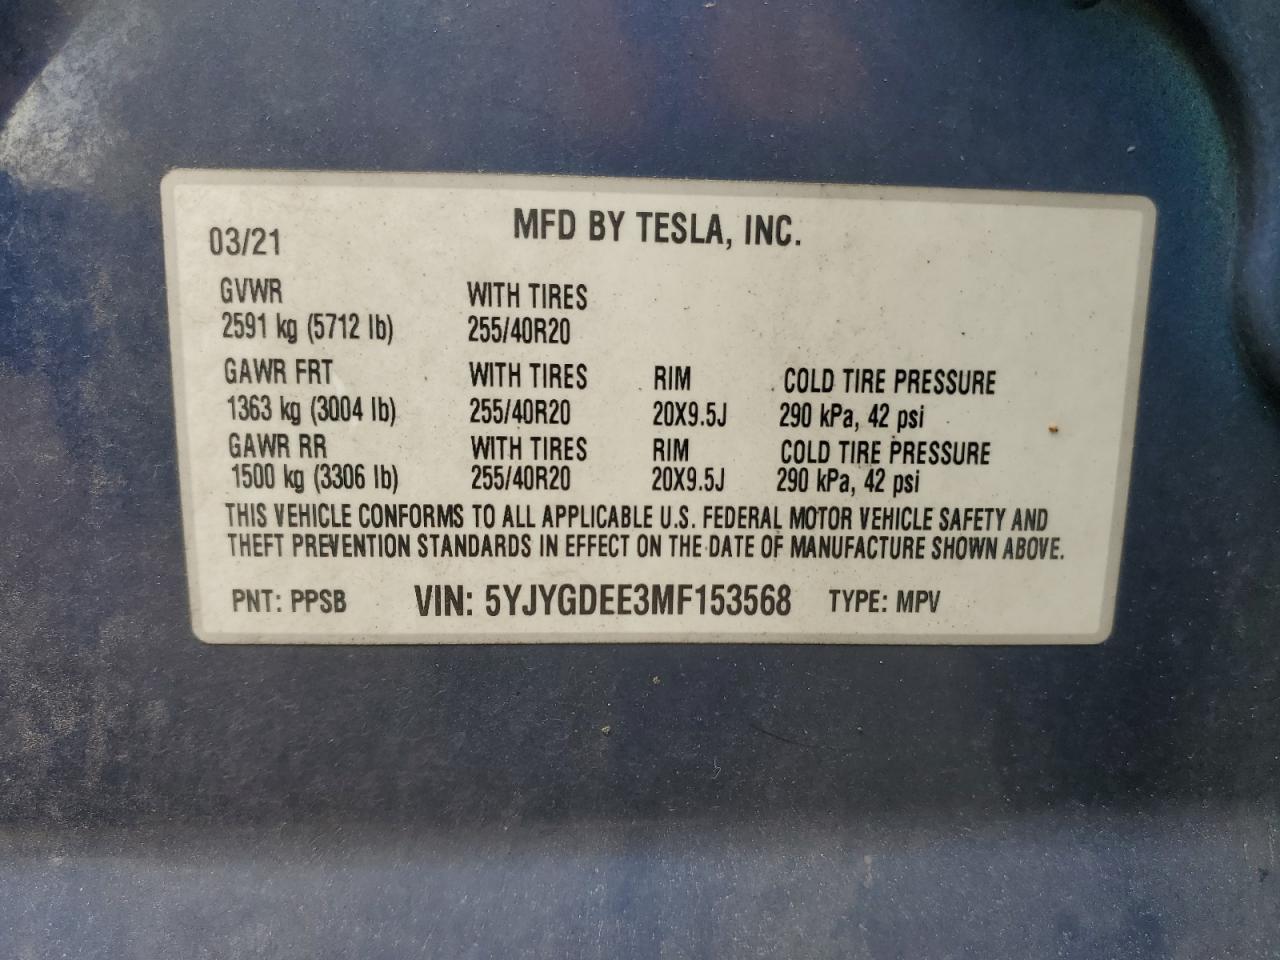 MFD BY TESLA, INC.
03/21
GVWR WITH TIRES
2591 kg (5712 lb) 255/40R20
GAWR FRT WITH TIRES RIM COLD TIRE PRESSURE
1363 kg (3004 lb) 255/40R20 20X9.5J 290 kPa, 42 psi
GAWR RR WITH TIRES RIM COLD TIRE PRESSURE
1500 kg (3306 lb) 255/40R20 20X9.5J 290 kPa, 42 psi
THIS VEHICLE CONFORMS TO ALL APPLICABLE U.S. FEDERAL MOTOR VEHICLE SAFETY AND
THEFT PREVENTION STANDARDS IN EFFECT ON THE DATE OF MANUFACTURE SHOWN ABOVE.
PNT: PPSB VIN: 5YJYGDEE3MF153568 TYPE: MPV